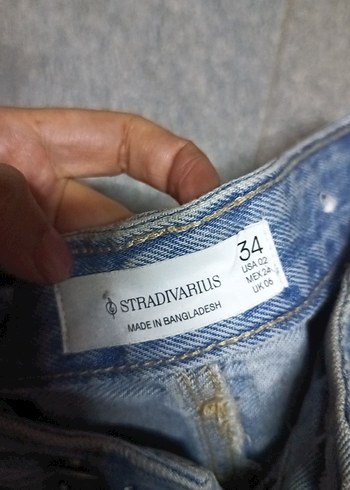 STRADIVARIUS
MADE IN BANGLADESH
34
USA 02
MEX 24
UK 06